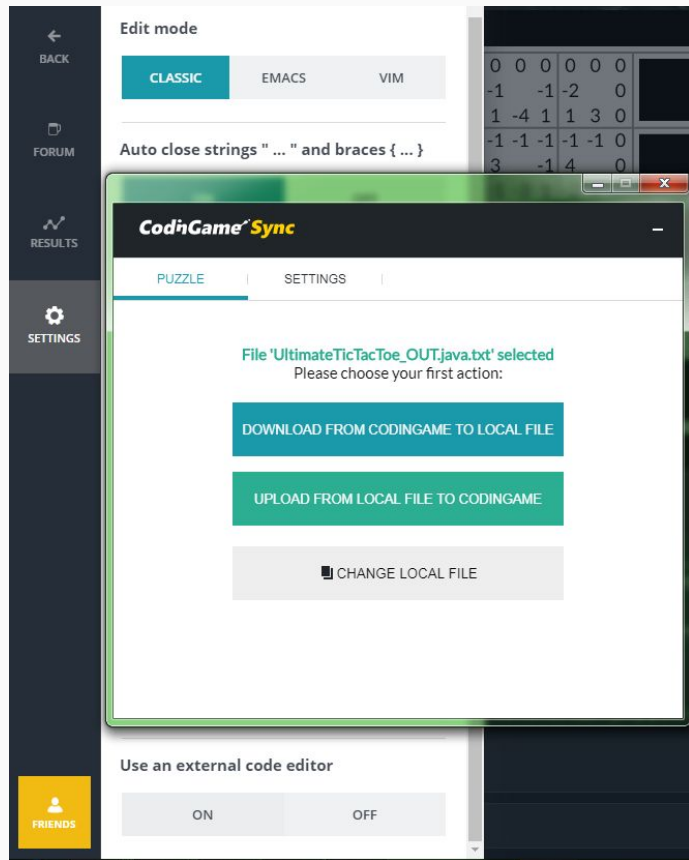 BACK
FORUM
RESULTS
SETTINGS
FRIENDS
Edit mode
CLASSIC EMACS VIM
Auto close strings " ... " and braces { ... }
0 0 0 0 0 0
-1 -1 -2 0
1 -4 1 1 3 0
-1 -1 -1 -1 -1 0
3 -1 4 0
CodinGame Sync
PUZZLE SETTINGS
File 'UltimateTicTacToe_OUT.java.txt' selected
Please choose your first action:
DOWNLOAD FROM CODINGAME TO LOCAL FILE
UPLOAD FROM LOCAL FILE TO CODINGAME
CHANGE LOCAL FILE
Use an external code editor
ON OFF